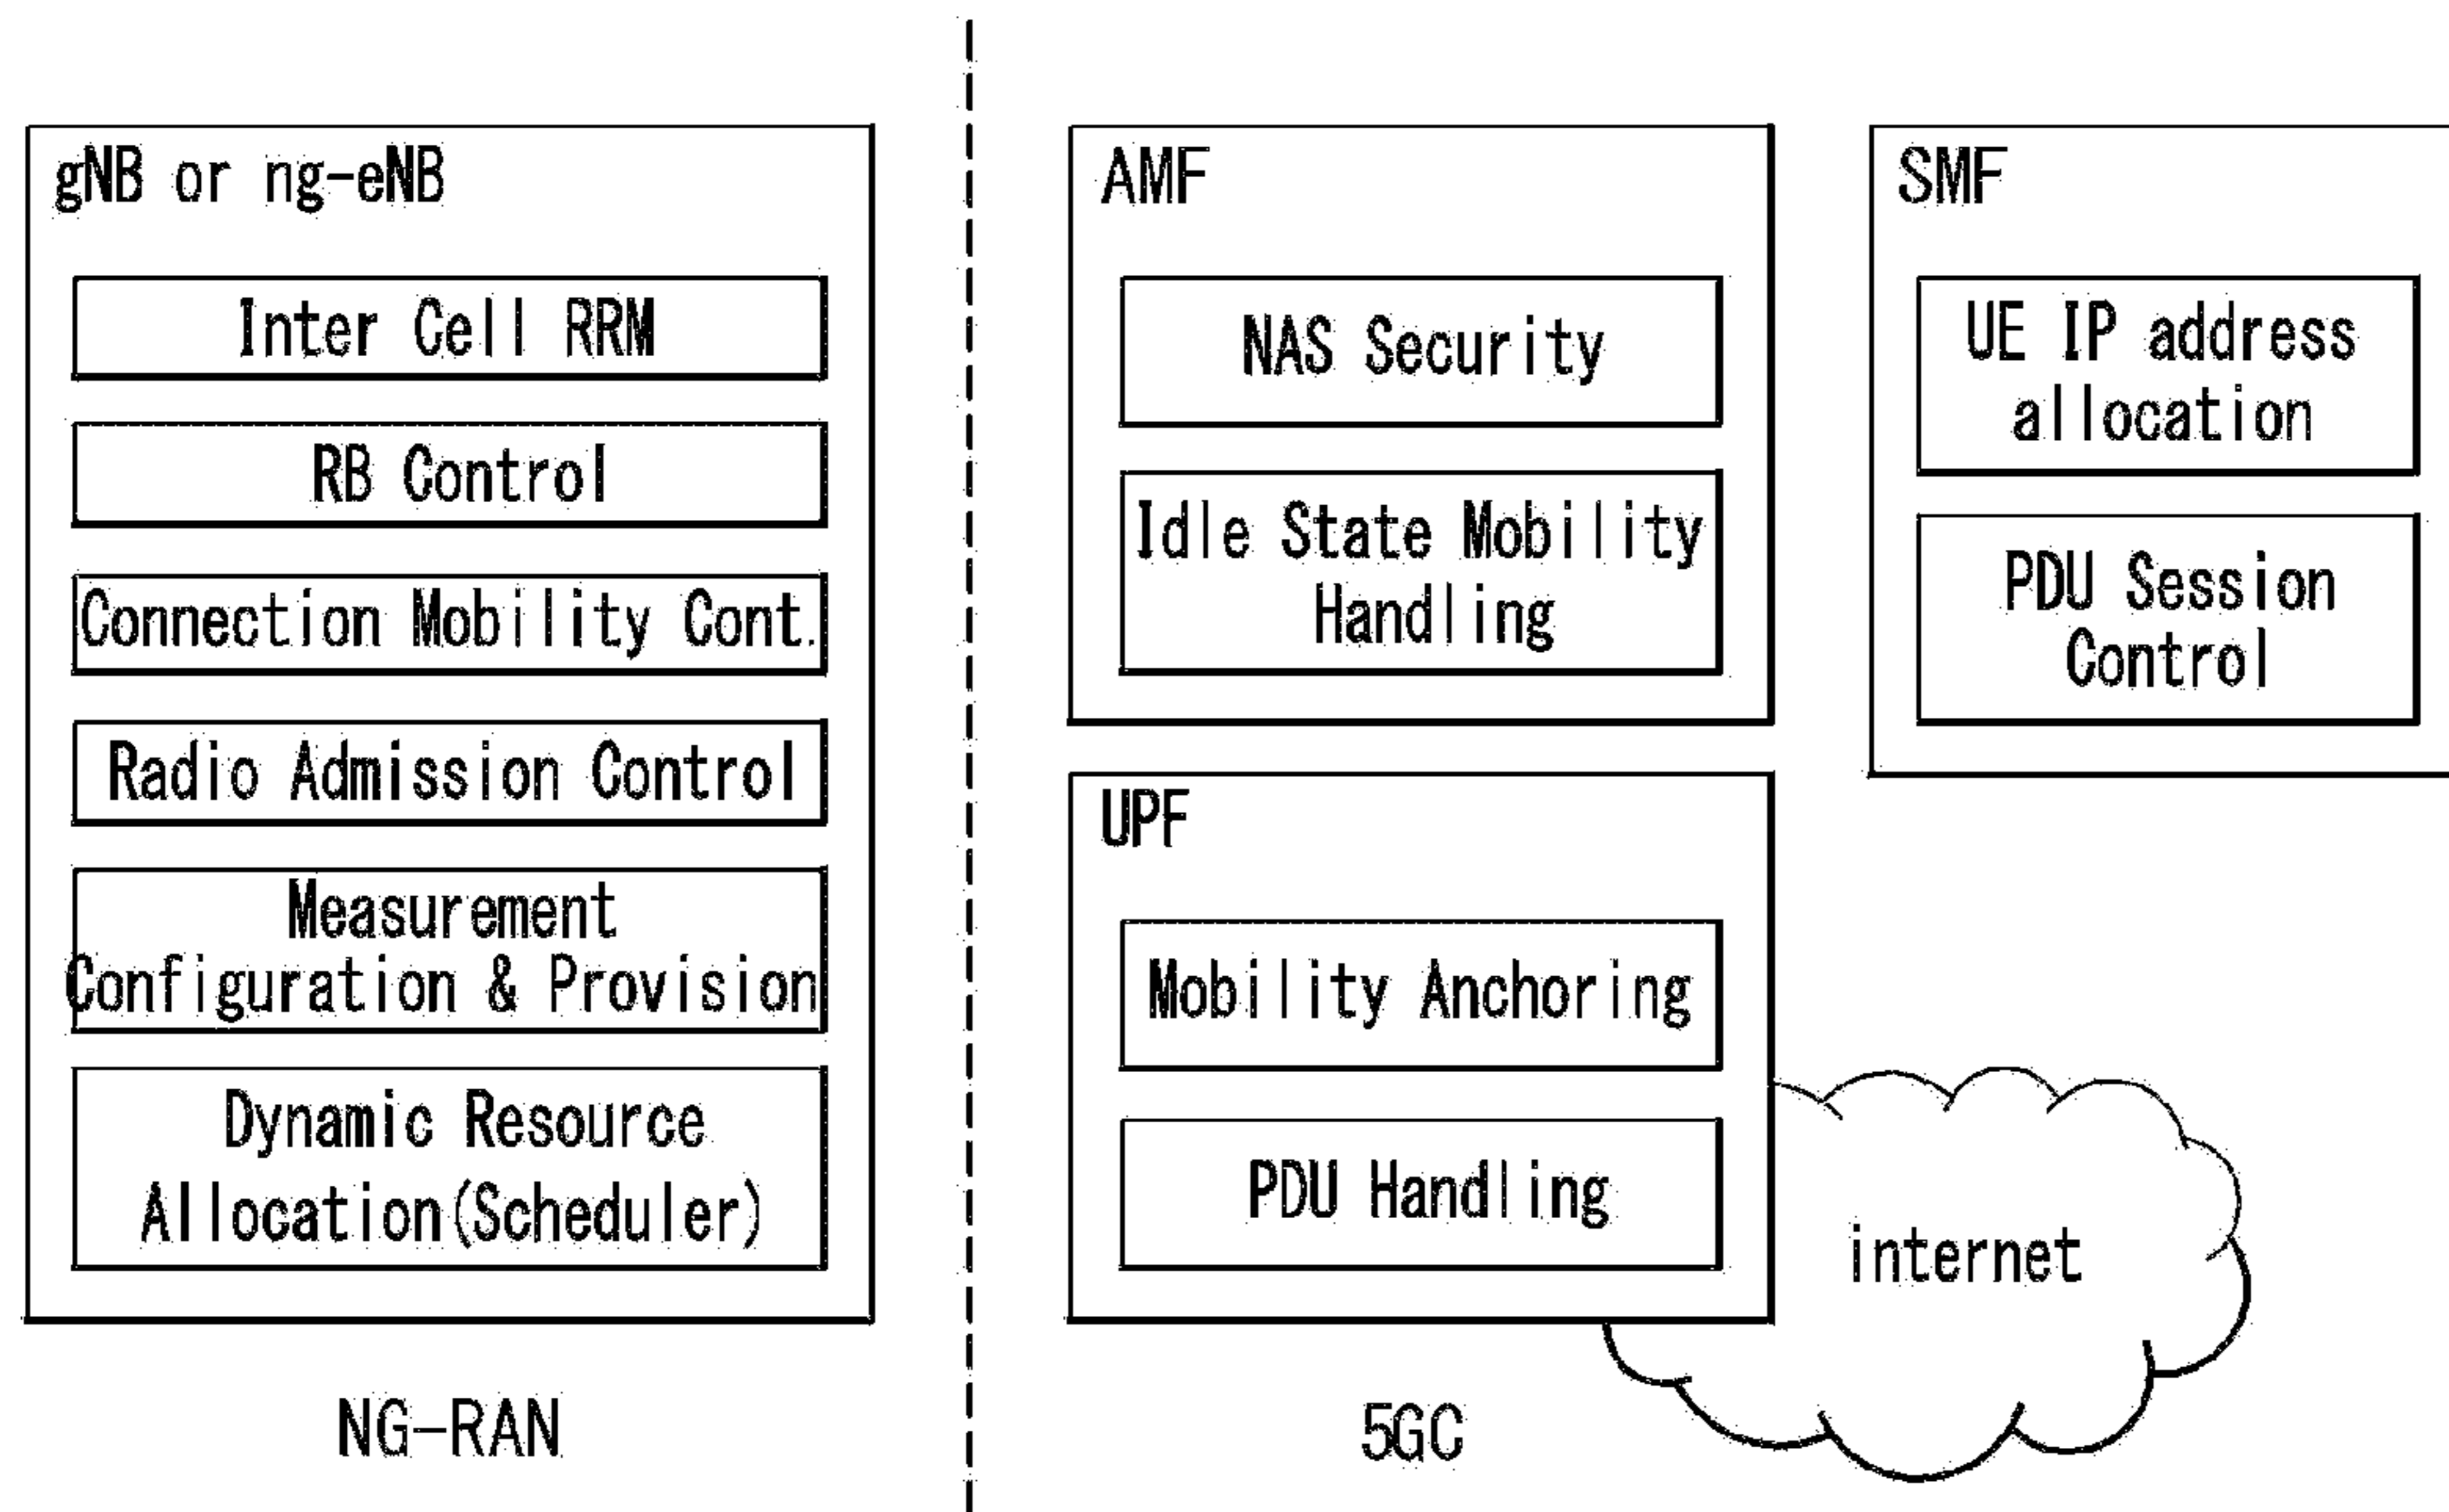 gNB or ng-eNB
Inter Cell RRM
RB Control
Connection Mobility Cont.
Radio Admission Control
Measurement
Configuration & Provision
Dynamic Resource
Allocation(Scheduler)
NG-RAN
AMF
NAS Security
Idle State Mobility
Handling
SMF
UE IP address
allocation
PDU Session
Control
UPF
Mobility Anchoring
PDU Handling
internet
5GC